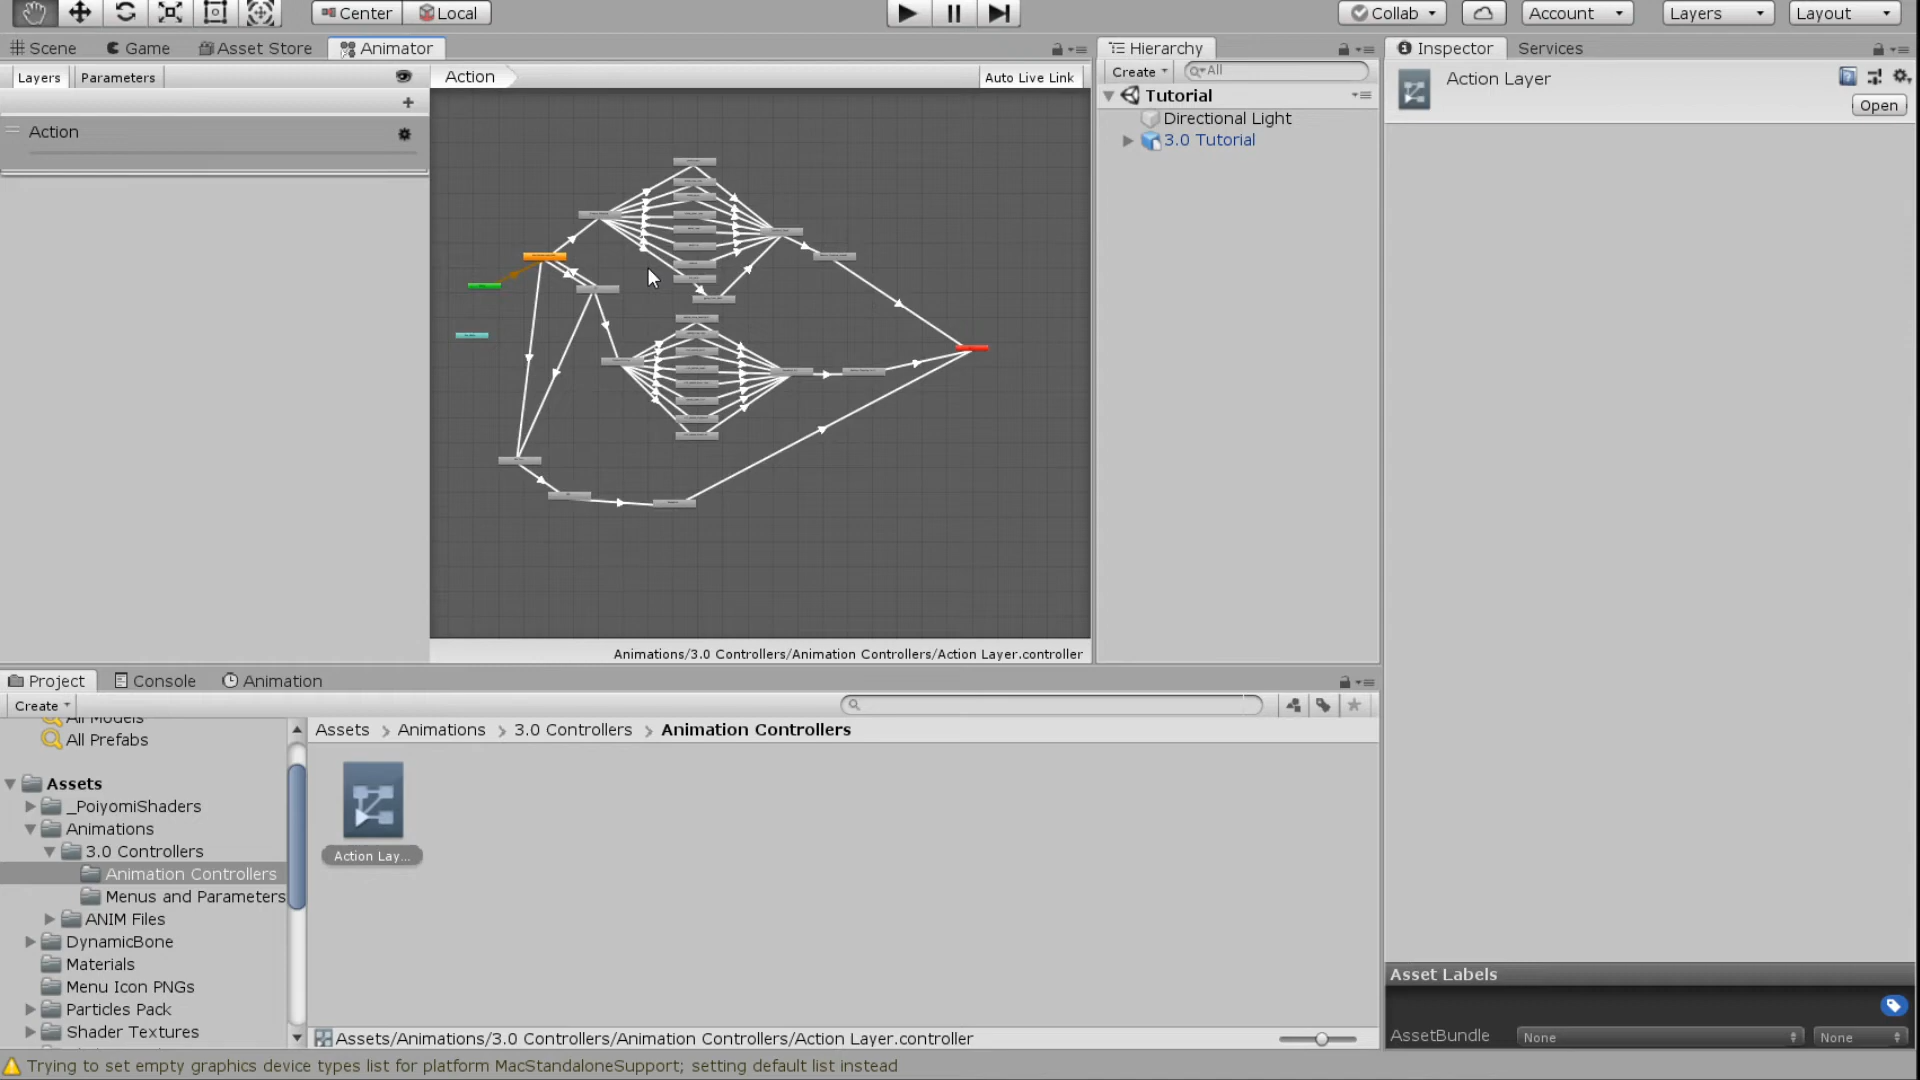 Center
Local
Collab
Account
Layers
Layout
Scene
Game
Asset Store
Animator
Layers
Parameters
Action
Auto Live Link
Action
Animations/3.0 Controllers/Animation Controllers/Action Layer.controller
Hierarchy
Create
All
Tutorial
Directional Light
3.0 Tutorial
Inspector
Services
Action Layer
Open
Project
Console
Animation
Create
All Models
All Prefabs
Assets
_PoiyomiShaders
Animations
3.0 Controllers
Animation Controllers
Menus and Parameters
ANIM Files
DynamicBone
Materials
Menu Icon PNGs
Particles Pack
Shader Textures
Assets > Animations > 3.0 Controllers > Animation Controllers
Action Lay...
Assets/Animations/3.0 Controllers/Animation Controllers/Action Layer.controller
Asset Labels
AssetBundle None None
Trying to set empty graphics device types list for platform MacStandaloneSupport; setting default list instead